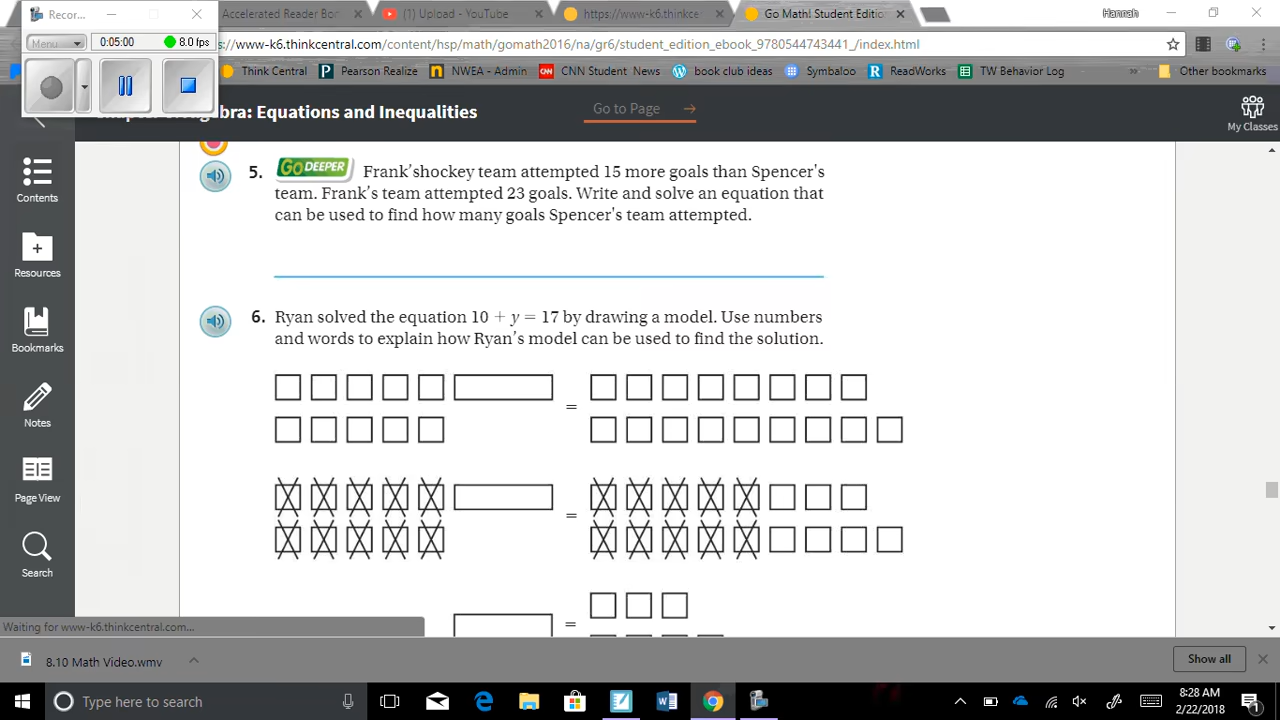 Recor...
Accelerated Reader Bo
(1) Upload - YouTube
https://www-k6.thinkce
Go Math! Student Editio
Hannah
Menu
0:05:00
8.0 fps
s://www-k6.thinkcentral.com/content/hsp/math/gomath2016/na/gr6/student_edition_ebook_9780544743441_/index.html
Think Central
Pearson Realize
NWEA - Admin
CNN Student News
book club ideas
Symbaloo
ReadWorks
TW Behavior Log
»
Other bookmarks
Algebra: Equations and Inequalities
Go to Page →
My Classes
Contents
Resources
Bookmarks
Notes
Page View
Search
5. GO DEEPER Frank'shockey team attempted 15 more goals than Spencer's
team. Frank's team attempted 23 goals. Write and solve an equation that
can be used to find how many goals Spencer's team attempted.
6. Ryan solved the equation 10 + y = 17 by drawing a model. Use numbers
and words to explain how Ryan's model can be used to find the solution.
=
=
=
Waiting for www-k6.thinkcentral.com...
8.10 Math Video.wmv
Show all
Type here to search
8:28 AM
2/22/2018
1